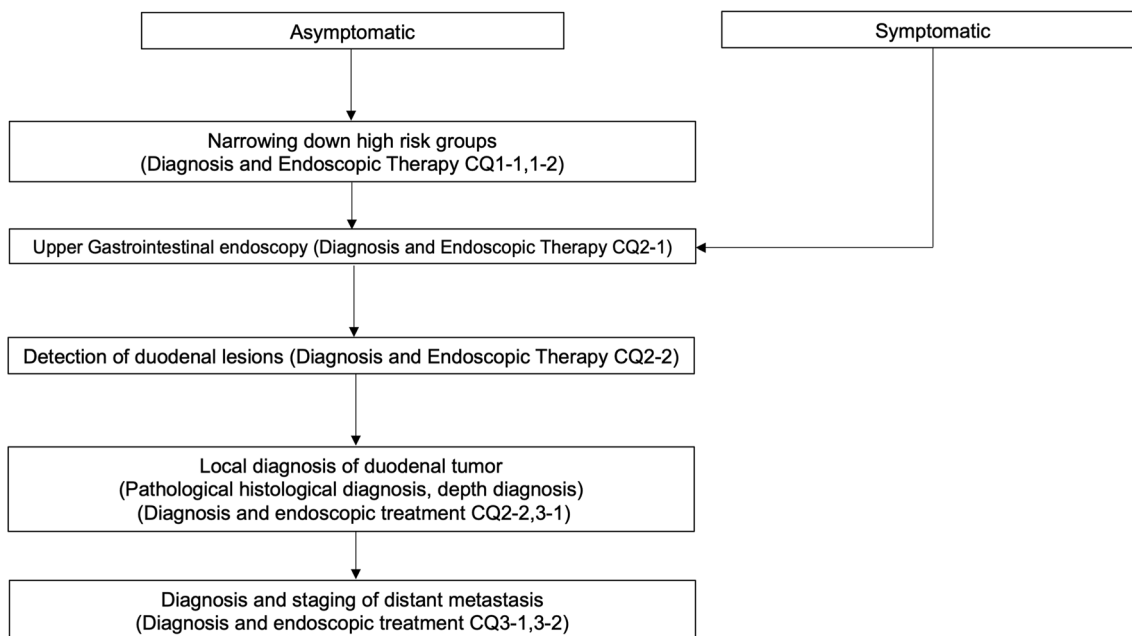 Asymptomatic
Symptomatic
Narrowing down high risk groups
(Diagnosis and Endoscopic Therapy CQ1-1,1-2)
Upper Gastrointestinal endoscopy (Diagnosis and Endoscopic Therapy CQ2-1)
Detection of duodenal lesions (Diagnosis and Endoscopic Therapy CQ2-2)
Local diagnosis of duodenal tumor
(Pathological histological diagnosis, depth diagnosis)
(Diagnosis and endoscopic treatment CQ2-2,3-1)
Diagnosis and staging of distant metastasis
(Diagnosis and endoscopic treatment CQ3-1,3-2)